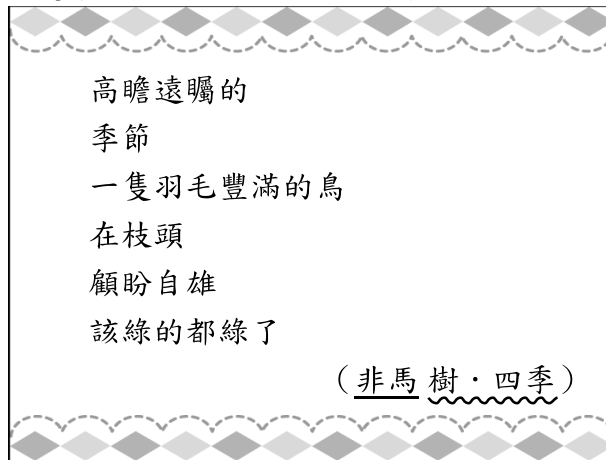 高瞻遠矚的
季節
一隻羽毛豐滿的鳥
在枝頭
顧盼自雄
該綠的都綠了
（非馬 樹．四季）